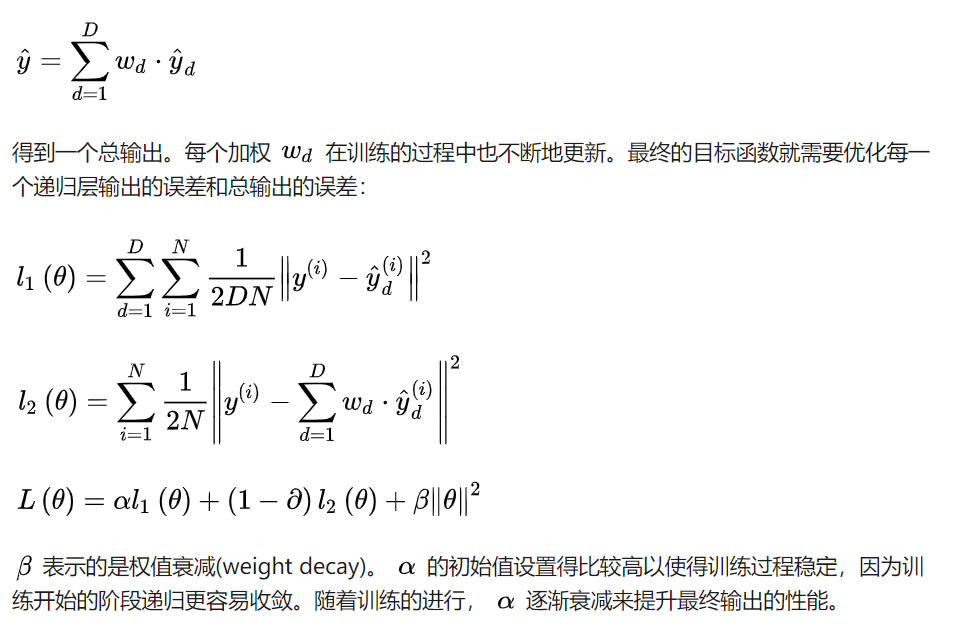 $\hat{y} = \sum_{d=1}^{D} w_d \cdot \hat{y}_d$
得到一个总输出。每个加权 $w_d$ 在训练的过程中也不断地更新。最终的目标函数就需要优化每一
个递归层输出的误差和总输出的误差：
$l_1(\theta) = \sum_{d=1}^{D} \sum_{i=1}^{N} \frac{1}{2DN} \left\| y^{(i)} - \hat{y}_d^{(i)} \right\|^2$
$l_2(\theta) = \sum_{i=1}^{N} \frac{1}{2N} \left\| y^{(i)} - \sum_{d=1}^{D} w_d \cdot \hat{y}_d^{(i)} \right\|^2$
$L(\theta) = \alpha l_1(\theta) + (1 - \partial) l_2(\theta) + \beta \|\theta\|^2$
$\beta$ 表示的是权值衰减(weight decay)。 $\alpha$ 的初始值设置得比较高以使得训练过程稳定，因为训
练开始的阶段递归更容易收敛。随着训练的进行， $\alpha$ 逐渐衰减来提升最终输出的性能。